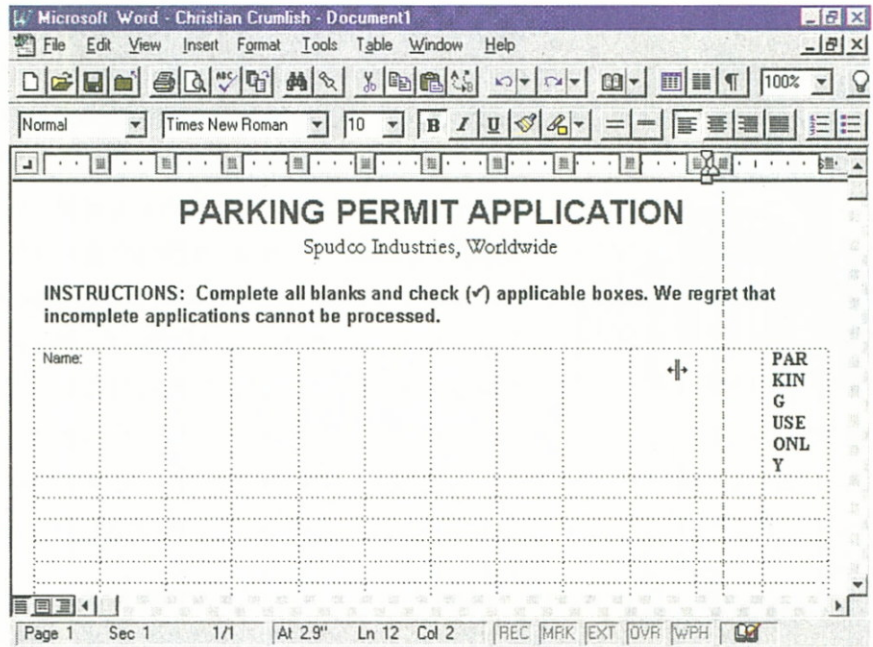 Microsoft Word - Christian Crumlish - Document1
File Edit View Insert Format Tools Table Window Help
ABC 100%
Normal Times New Roman 10 B I U
PARKING PERMIT APPLICATION
Spudco Industries, Worldwide
INSTRUCTIONS: Complete all blanks and check (✓) applicable boxes. We regret that
incomplete applications cannot be processed.
Name:
PAR
KIN
G
USE
ONL
Y
Page 1 Sec 1 1/1 At 2.9" Ln 12 Col 2 REC MRK EXT OVR WPH